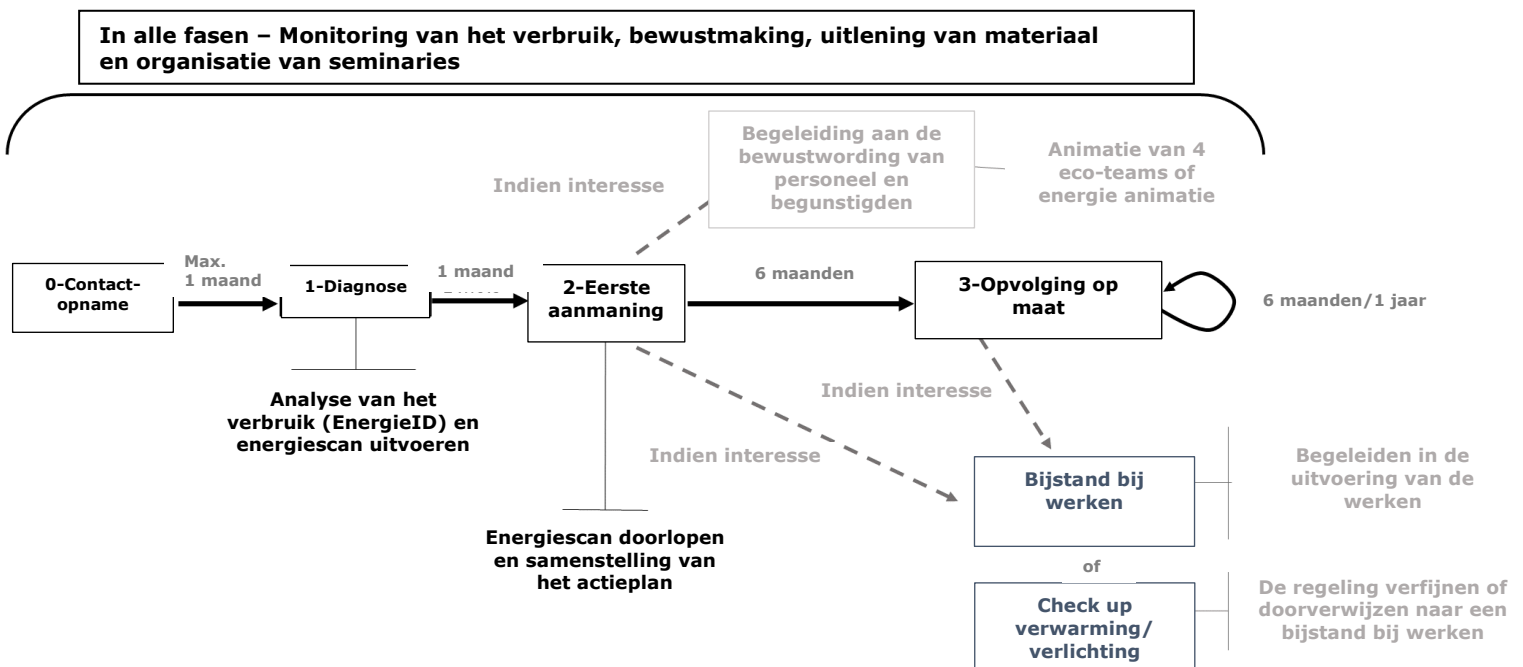 In alle fasen – Monitoring van het verbruik, bewustmaking, uitlening van materiaal
en organisatie van seminaries
Begeleiding aan de
bewustwording van
personeel en
begunstigden
Animatie van 4
eco-teams of
energie animatie
Indien interesse
0-Contact-
opname
Max.
1 maand
1-Diagnose
1 maand
2-Eerste
aanmaning
6 maanden
3-Opvolging op
maat
6 maanden/1 jaar
Analyse van het
verbruik (EnergieID) en
energiescan uitvoeren
Indien interesse
Indien interesse
Energiescan doorlopen
en samenstelling van
het actieplan
Bijstand bij
werken
Begeleiden in de
uitvoering van de
werken
of
Check up
verwarming/
verlichting
De regeling verfijnen of
doorverwijzen naar een
bijstand bij werken